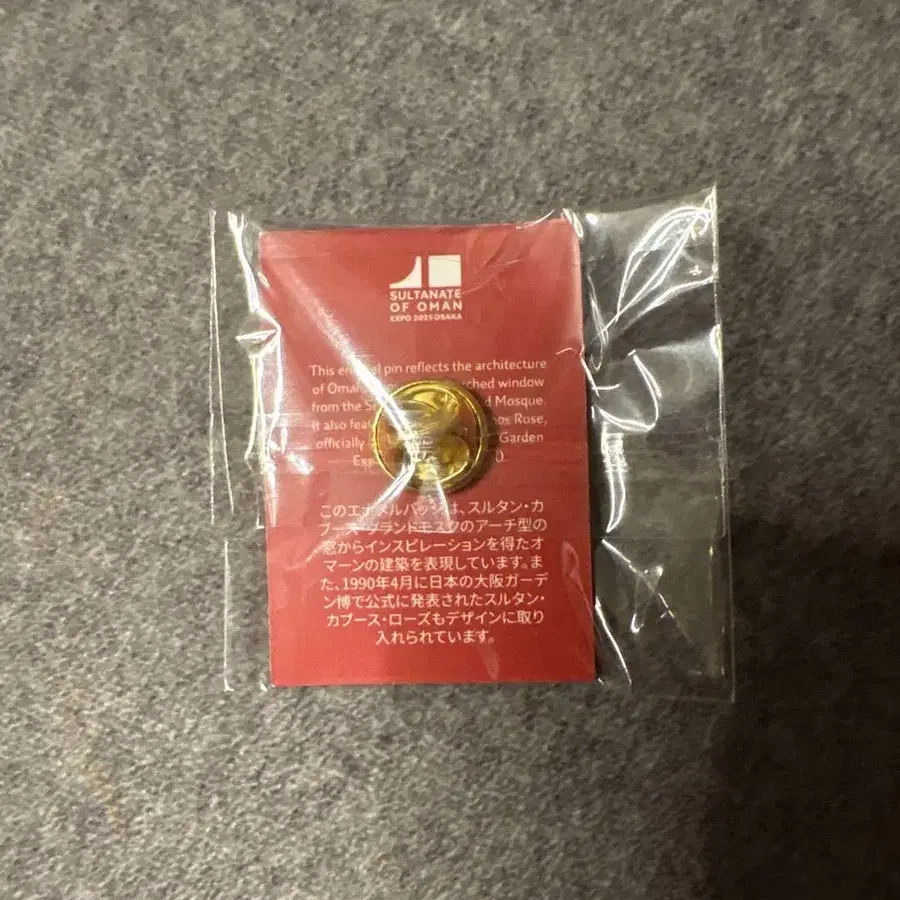 SULTANATE
OF OMAN
EXPO 2025 OSAKA
This pin reflects the architecture
of window
from the Mosque.
It also Rose,
officially Garden
このエナメルバッジは、スルタン・カ
ブース・グランドモスクのアーチ型の
窓からインスピレーションを得たオ
マーンの建築を表現しています。ま
た、1990年4月に日本の大阪ガーデ
ン博で公式に発表されたスルタン・
カブース・ローズもデザインに取り
入れられています。